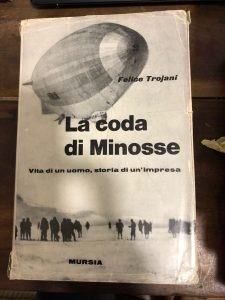 Felice Trojani
La coda
di Minosse
Vita di un uomo, storia di un'impresa
MURSIA